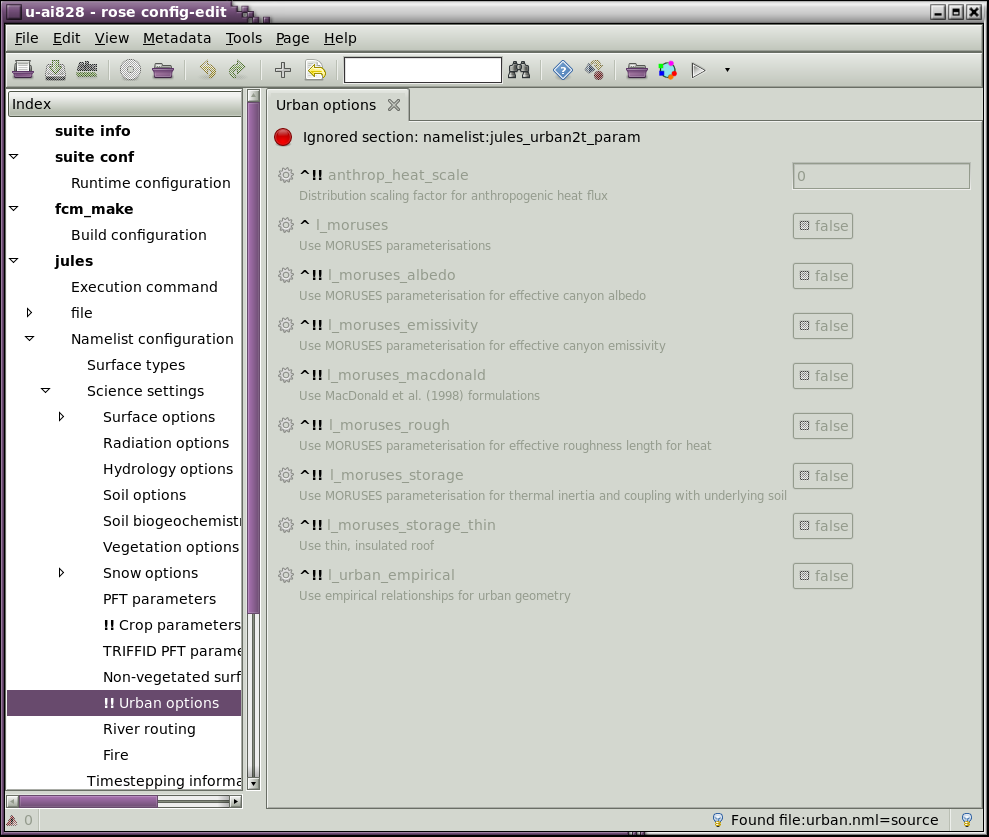 u-ai828 - rose config-edit
File Edit View Metadata Tools Page Help
Index
suite info
suite conf
Runtime configuration
fcm_make
Build configuration
jules
Execution command
file
Namelist configuration
Surface types
Science settings
Surface options
Radiation options
Hydrology options
Soil options
Soil biogeochemist
Vegetation options
Snow options
PFT parameters
!! Crop parameters
TRIFFID PFT parame
Non-vegetated surf
!! Urban options
River routing
Fire
Timestepping informa
Urban options
Ignored section: namelist:jules_urban2t_param
^!! anthrop_heat_scale
0
Distribution scaling factor for anthropogenic heat flux
^ l_moruses
false
Use MORUSES parameterisations
^!! l_moruses_albedo
false
Use MORUSES parameterisation for effective canyon albedo
^!! l_moruses_emissivity
false
Use MORUSES parameterisation for effective canyon emissivity
^!! l_moruses_macdonald
false
Use MacDonald et al. (1998) formulations
^!! l_moruses_rough
false
Use MORUSES parameterisation for effective roughness length for heat
^!! l_moruses_storage
false
Use MORUSES parameterisation for thermal inertia and coupling with underlying soil
^!! l_moruses_storage_thin
false
Use thin, insulated roof
^!! l_urban_empirical
false
Use empirical relationships for urban geometry
0
Found file:urban.nml=source